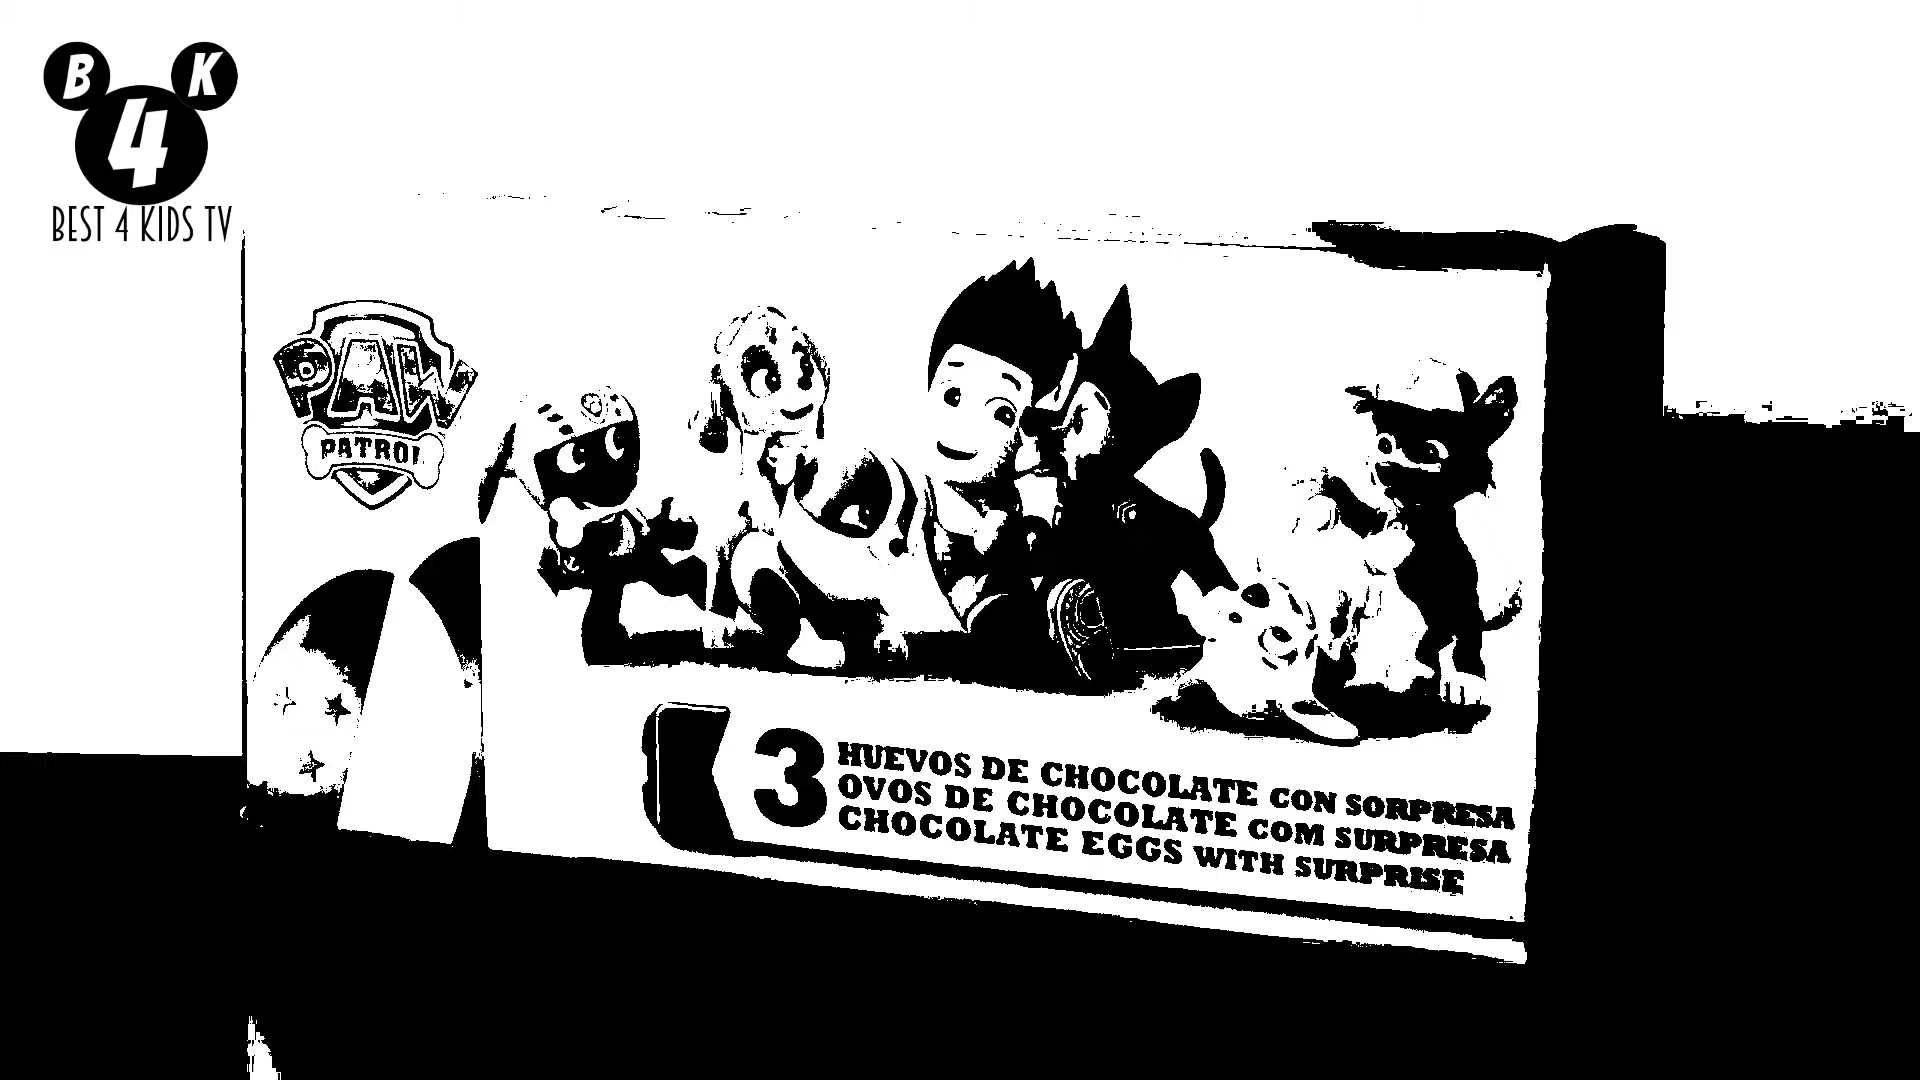 B K
4
BEST 4 KIDS TV
PAW
PATROL
3
HUEVOS DE CHOCOLATE CON SORPRESA
OVOS DE CHOCOLATE COM SURPRESA
CHOCOLATE EGGS WITH SURPRISE